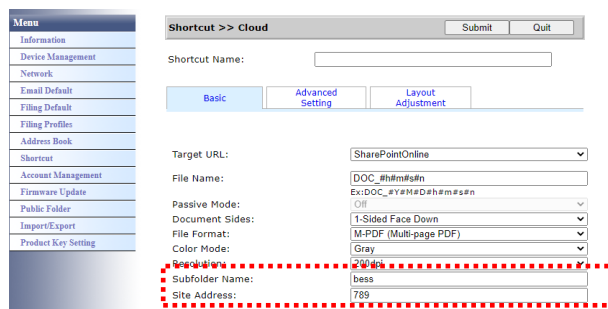 Menu
Information
Device Management
Network
Email Default
Filing Default
Filing Profiles
Address Book
Shortcut
Account Management
Firmware Update
Public Folder
Import/Export
Product Key Setting
Shortcut >> Cloud
Submit
Quit
Shortcut Name:
Basic
Advanced
Setting
Layout
Adjustment
Target URL: SharePointOnline
File Name: DOC_#h#m#s#n
Ex:DOC_#Y#M#D#h#m#s#n
Passive Mode: Off
Document Sides: 1-Sided Face Down
File Format: M-PDF (Multi-page PDF)
Color Mode: Gray
Resolution: 200dpi
Subfolder Name: bess
Site Address: 789